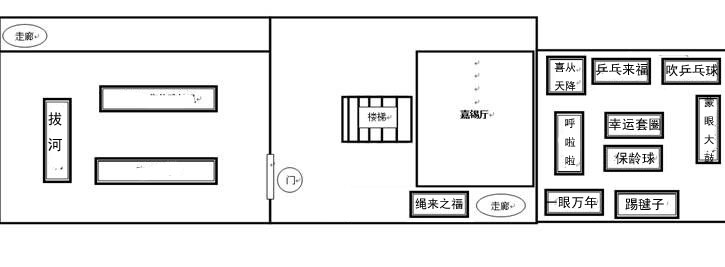 走廊
拔河
门
楼梯
嘉锡厅
绳来之福
走廊
喜从天降
乒乓来福
吹乒乓球
呼啦啦
幸运套圈
保龄球
蒙眼大鼓
一眼万年
踢毽子